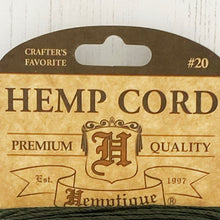 CRAFTER'S
FAVORITE #20
HEMP CORD
PREMIUM H QUALITY
Est. 1997
Hemptique ®